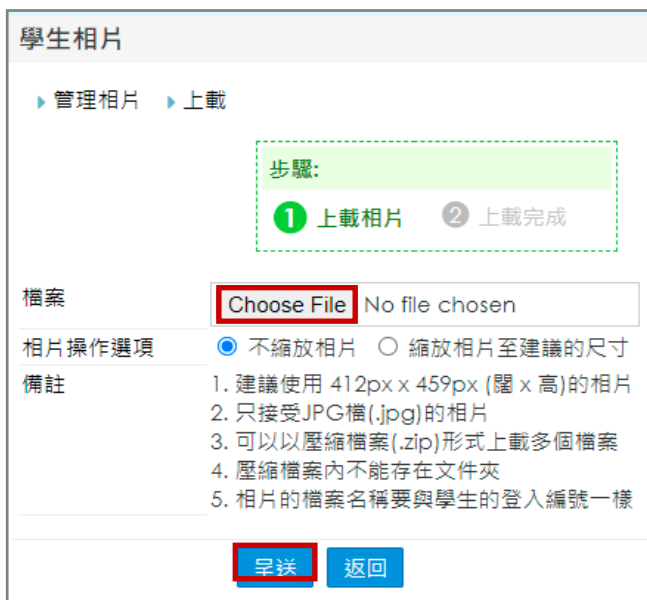 學生相片
管理相片 上載
步驟:
1 上載相片 2 上載完成
檔案 Choose File No file chosen
相片操作選項 不縮放相片 縮放相片至建議的尺寸
備註 1. 建議使用 412px x 459px (闊 x 高)的相片
2. 只接受JPG檔(.jpg)的相片
3. 可以以壓縮檔案(.zip)形式上載多個檔案
4. 壓縮檔案內不能存在文件夾
5. 相片的檔案名稱要與學生的登入編號一樣
呈送 返回